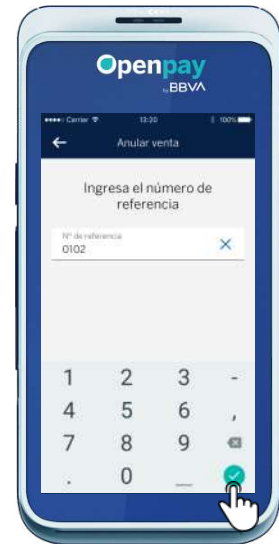 Openpay
by BBVA
Carrier 13:20 100%
Anular venta
Ingresa el número de
referencia
N° de referencia
0102
1 2 3 -
4 5 6 ,
7 8 9
. 0 _